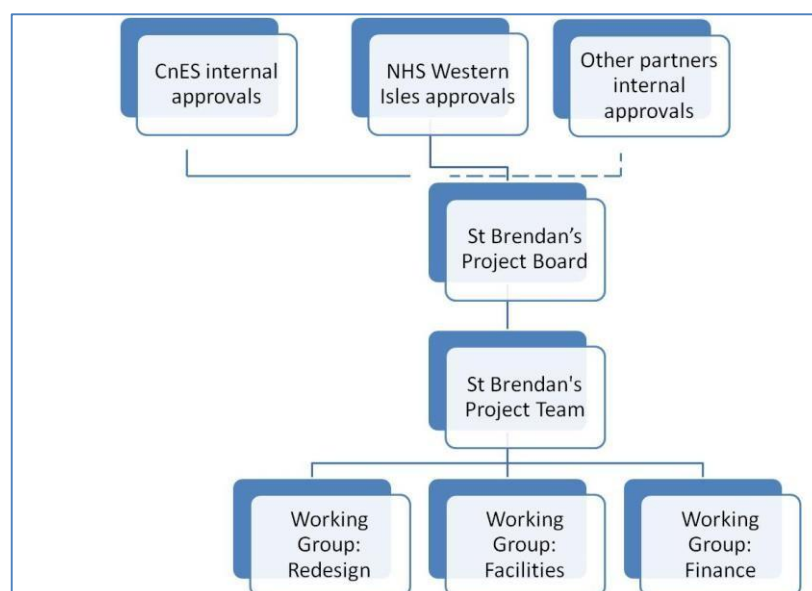 CnES internal
approvals
NHS Western
Isles approvals
Other partners
internal
approvals
St Brendan’s
Project Board
St Brendan's
Project Team
Working
Group:
Redesign
Working
Group:
Facilities
Working
Group:
Finance